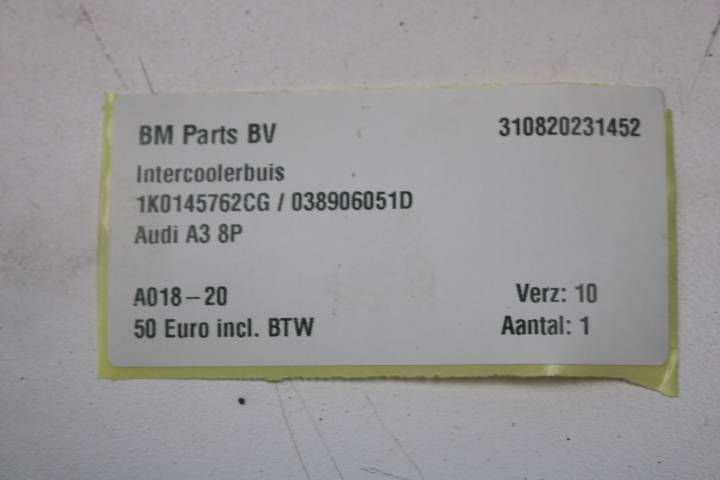 BM Parts BV 310820231452
Intercoolerbuis
1K0145762CG / 038906051D
Audi A3 8P
A018-20 Verz: 10
50 Euro incl. BTW Aantal: 1